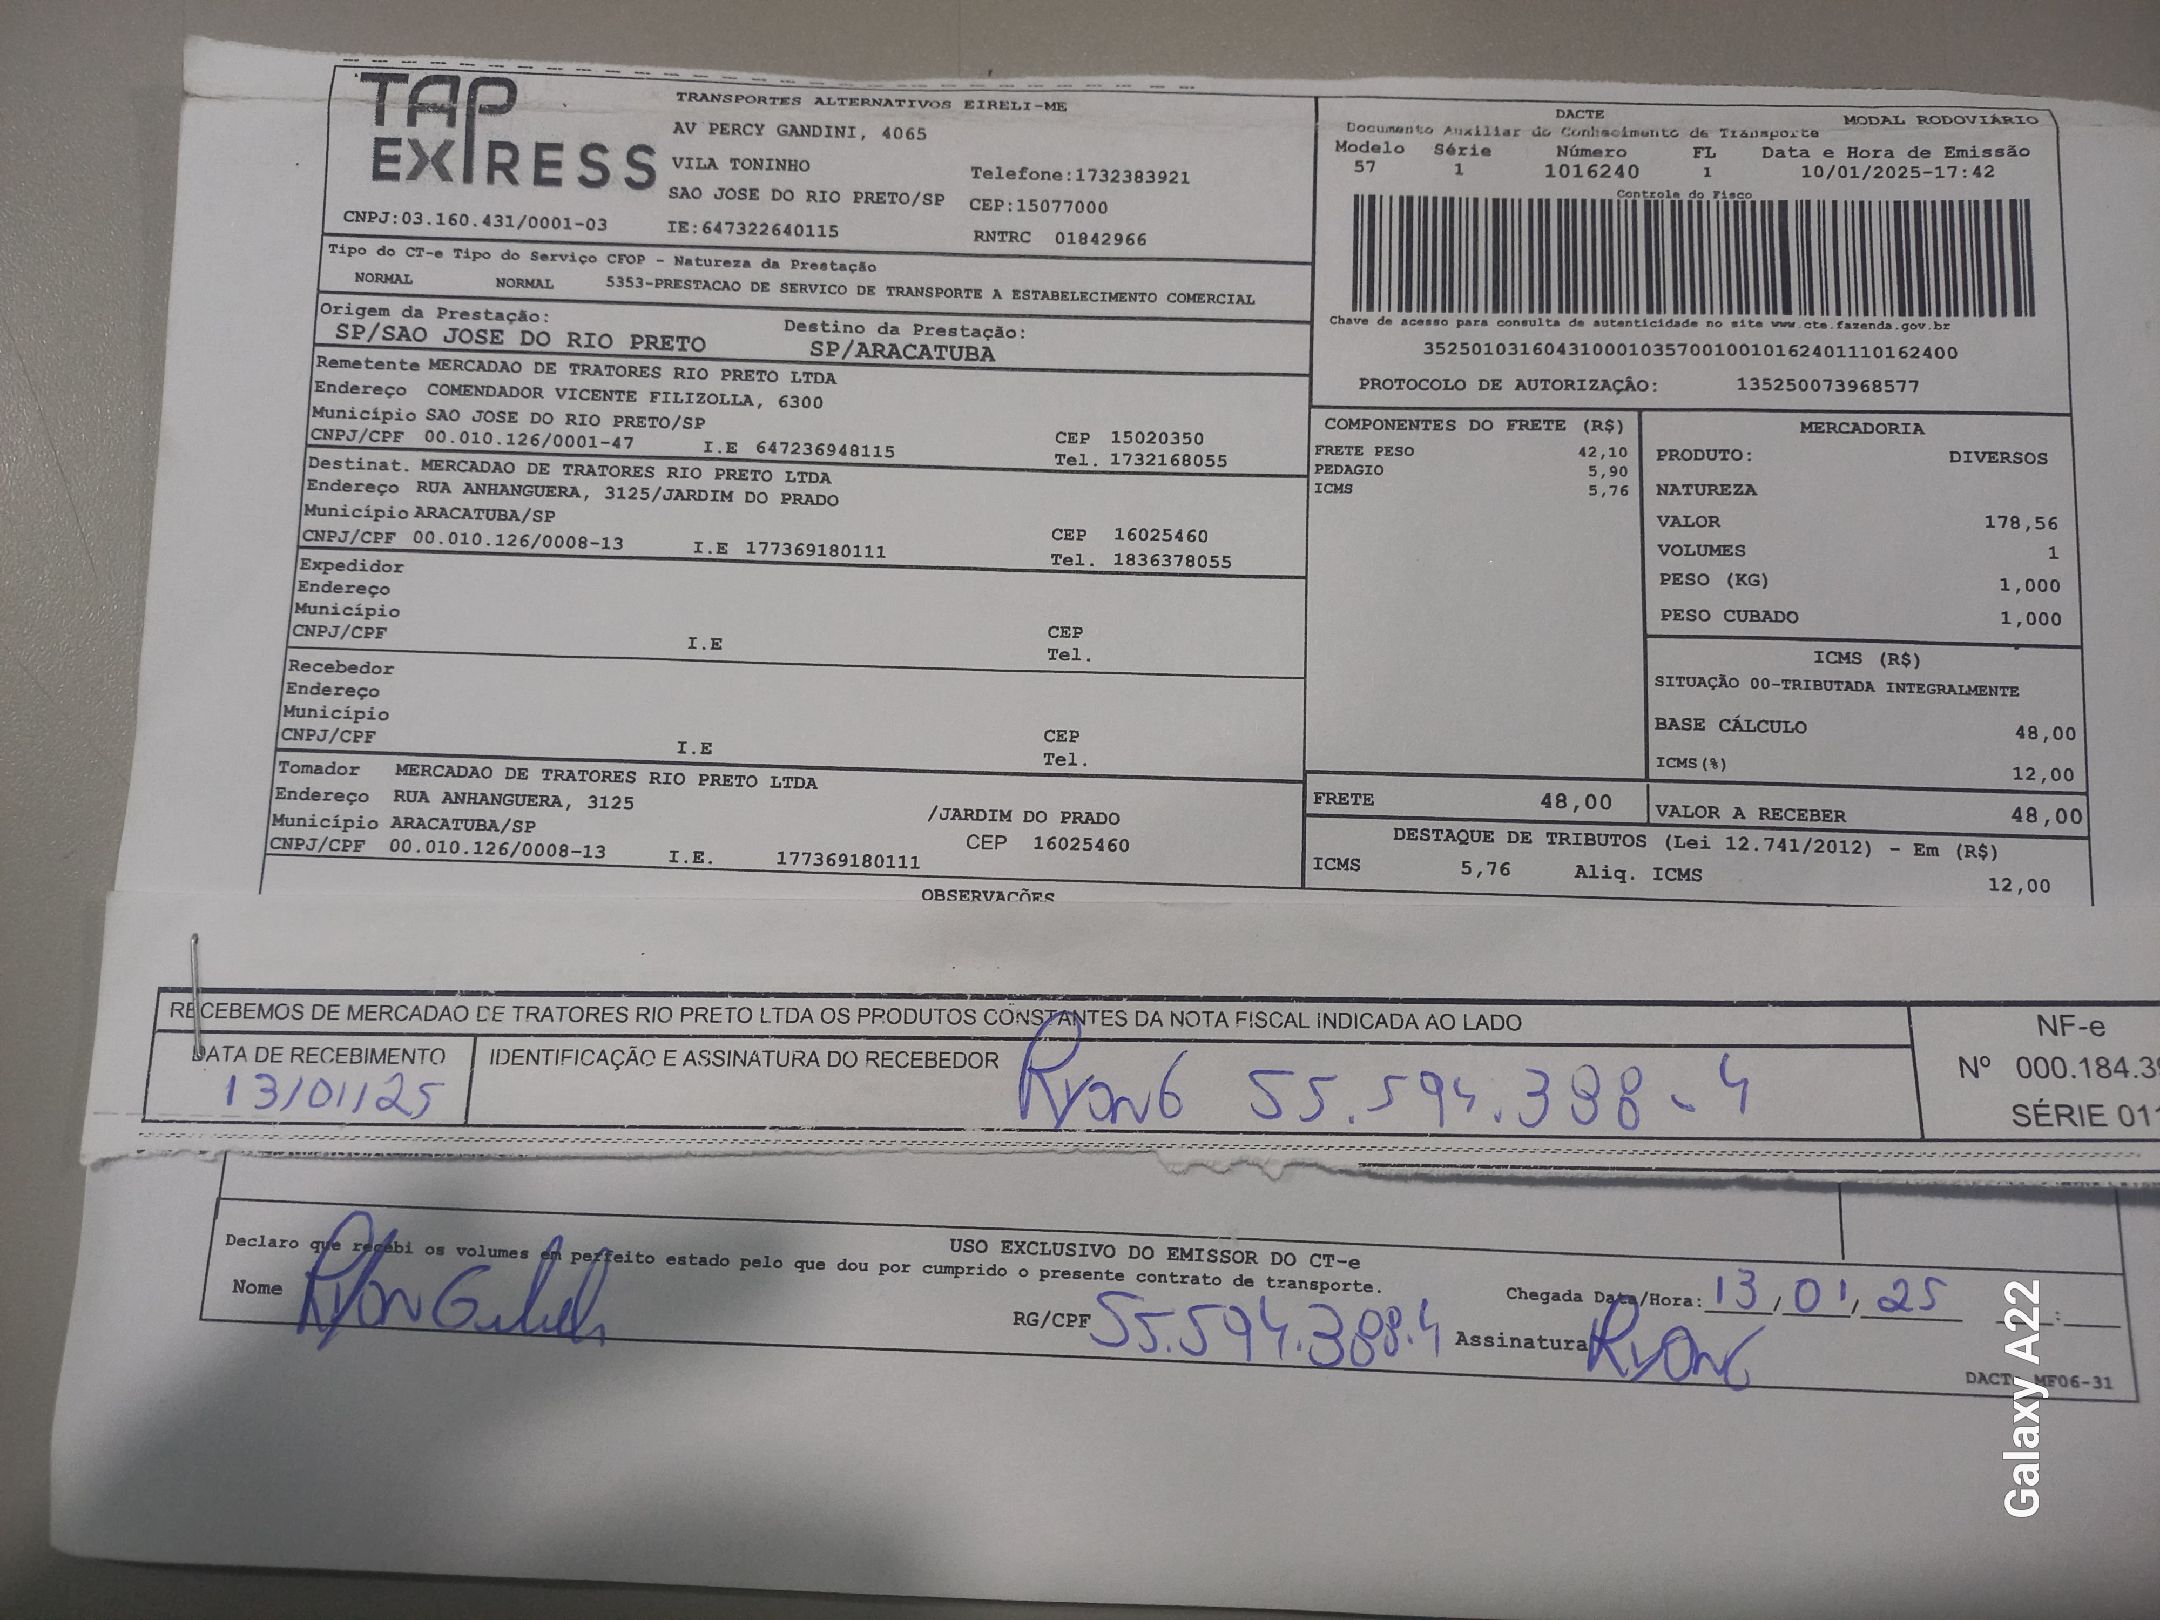 TAP EXPRESS
TRANSPORTES ALTERNATIVOS EIRELI-ME
AV PERCY GANDINI, 4065
VILA TONINHO
Telefone:1732383921
SAO JOSE DO RIO PRETO/SP CEP:15077000
CNPJ:03.160.431/0001-03 IE:647322640115 RNTRC 01842966
Tipo do CT-e Tipo do Serviço CFOP - Natureza da Prestação
NORMAL NORMAL 5353-PRESTACAO DE SERVICO DE TRANSPORTE A ESTABELECIMENTO COMERCIAL
Origem da Prestação: Destino da Prestação:
SP/SAO JOSE DO RIO PRETO SP/ARACATUBA
Remetente MERCADAO DE TRATORES RIO PRETO LTDA
Endereço COMENDADOR VICENTE FILIZOLLA, 6300
Município SAO JOSE DO RIO PRETO/SP CEP 15020350
CNPJ/CPF 00.010.126/0001-47 I.E 647236948115 Tel. 1732168055
Destinat. MERCADAO DE TRATORES RIO PRETO LTDA
Endereço RUA ANHANGUERA, 3125/JARDIM DO PRADO
Município ARACATUBA/SP CEP 16025460
CNPJ/CPF 00.010.126/0008-13 I.E 177369180111 Tel. 1836378055
Expedidor
Endereço
Município CEP
CNPJ/CPF I.E Tel.
Recebedor
Endereço
Município CEP
CNPJ/CPF I.E Tel.
Tomador MERCADAO DE TRATORES RIO PRETO LTDA
Endereço RUA ANHANGUERA, 3125 /JARDIM DO PRADO
Município ARACATUBA/SP CEP 16025460
CNPJ/CPF 00.010.126/0008-13 I.E. 177369180111
OBSERVAÇÕES
DACTE MODAL RODOVIÁRIO
Documento Auxiliar do Conhecimento de Transporte
Modelo Série Número FL Data e Hora de Emissão
57 1 1016240 1 10/01/2025-17:42
Controle do Fisco
Chave de acesso para consulta de autenticidade no site www.cte.fazenda.gov.br
35250103160431000103570010010162401110162400
PROTOCOLO DE AUTORIZAÇÃO: 135250073968577
COMPONENTES DO FRETE (R$)
FRETE PESO 42,10
PEDAGIO 5,90
ICMS 5,76
MERCADORIA
PRODUTO: DIVERSOS
NATUREZA
VALOR 178,56
VOLUMES 1
PESO (KG) 1,000
PESO CUBADO 1,000
ICMS (R$)
SITUAÇÃO 00-TRIBUTADA INTEGRALMENTE
BASE CÁLCULO 48,00
ICMS(%) 12,00
FRETE 48,00 VALOR A RECEBER 48,00
DESTAQUE DE TRIBUTOS (Lei 12.741/2012) - Em (R$)
ICMS 5,76 Aliq. ICMS 12,00
RECEBEMOS DE MERCADAO DE TRATORES RIO PRETO LTDA OS PRODUTOS CONSTANTES DA NOTA FISCAL INDICADA AO LADO
DATA DE RECEBIMENTO IDENTIFICAÇÃO E ASSINATURA DO RECEBEDOR
13/01/25 Ryan G 55.594.388-4
NF-e
Nº 000.184.39
SÉRIE 011
USO EXCLUSIVO DO EMISSOR DO CT-e
Declaro que recebi os volumes em perfeito estado pelo que dou por cumprido o presente contrato de transporte.
Nome Ryan RG/CPF 55.594.388.4 Chegada Data/Hora: 13/01/25 :
Assinatura Ryan G
DACTE MF06-31
Galaxy A22